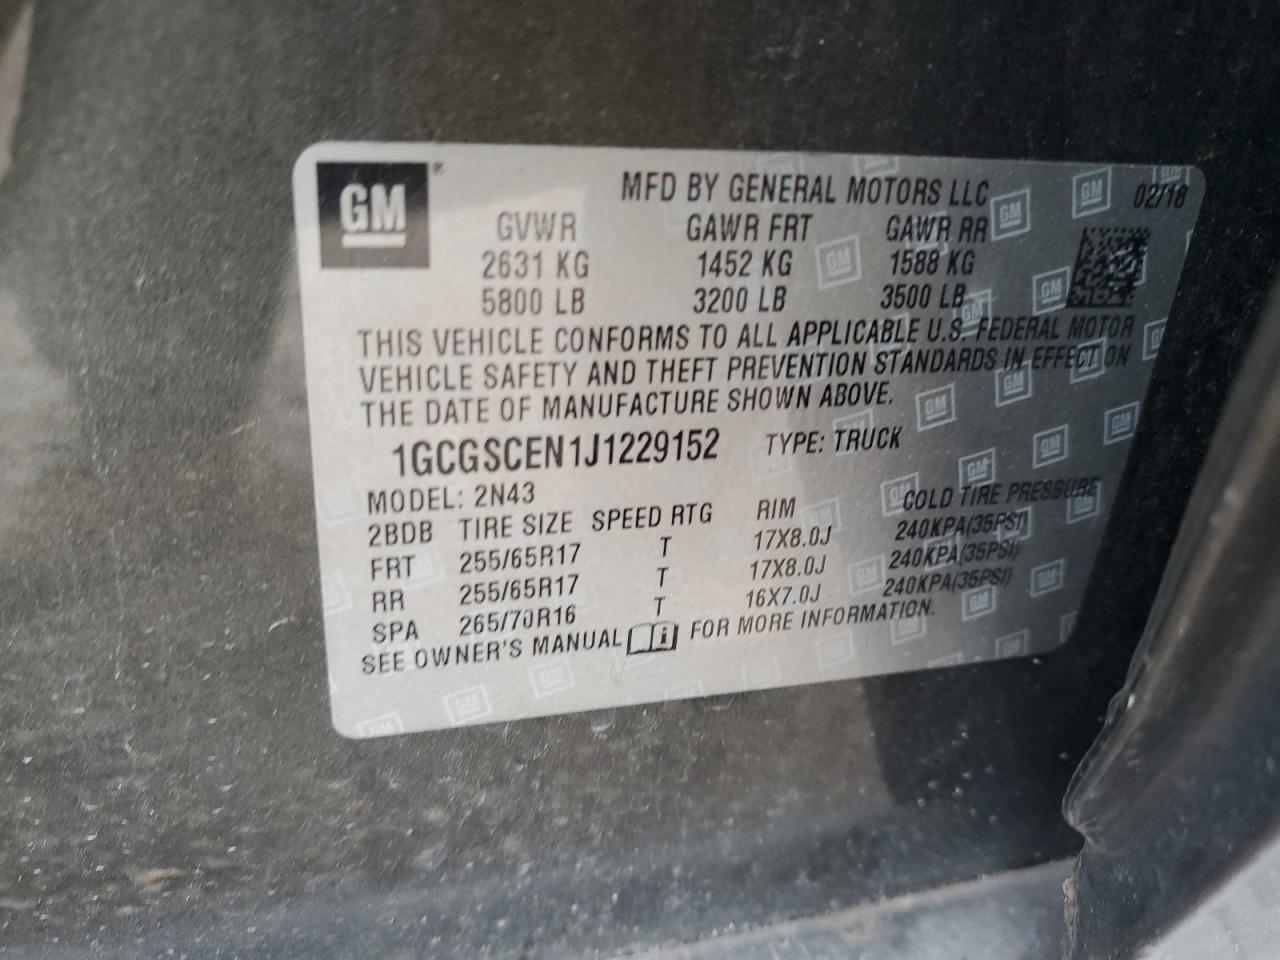 GM
MFD BY GENERAL MOTORS LLC 02/18
GVWR GAWR FRT GAWR RR
2631 KG 1452 KG 1588 KG
5800 LB 3200 LB 3500 LB
THIS VEHICLE CONFORMS TO ALL APPLICABLE U.S. FEDERAL MOTOR
VEHICLE SAFETY AND THEFT PREVENTION STANDARDS IN EFFECT ON
THE DATE OF MANUFACTURE SHOWN ABOVE.
1GCGSCEN1J1229152 TYPE: TRUCK
MODEL: 2N43
2BDB TIRE SIZE SPEED RTG RIM COLD TIRE PRESSURE
FRT 255/65R17 T 17X8.0J 240KPA(35PSI)
RR 255/65R17 T 17X8.0J 240KPA(35PSI)
SPA 265/70R16 T 16X7.0J 240KPA(35PSI)
SEE OWNER'S MANUAL FOR MORE INFORMATION.